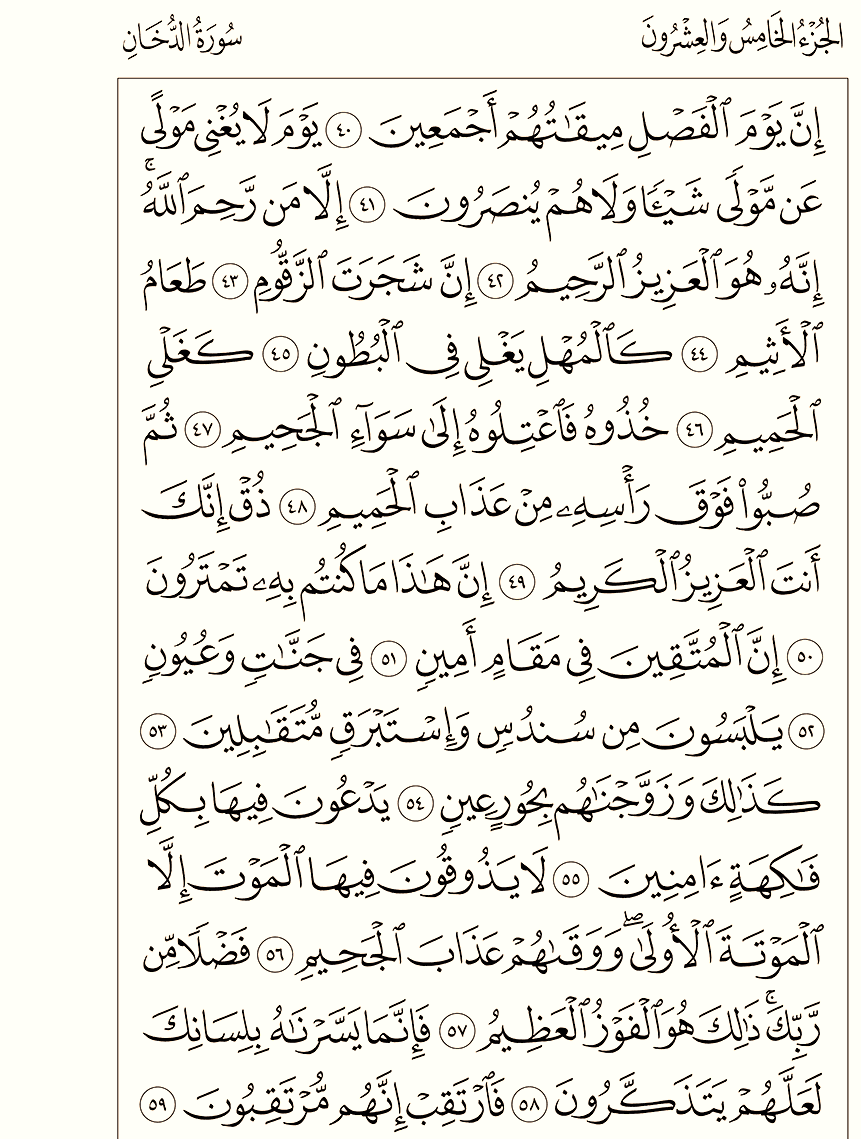 الجُزْءُ الخَامِسُ وَالعِشْرُونَ
سُورَةُ الدُّخَانِ
إِنَّ يَوْمَ ٱلْفَصْلِ مِيقَٰتُهُمْ أَجْمَعِينَ ٤٠ يَوْمَ لَا يُغْنِي مَوْلًى
عَن مَّوْلًى شَيْـًٔا وَلَا هُمْ يُنصَرُونَ ٤١ إِلَّا مَن رَّحِمَ ٱللَّهُۚ
إِنَّهُۥ هُوَ ٱلْعَزِيزُ ٱلرَّحِيمُ ٤٢ إِنَّ شَجَرَتَ ٱلزَّقُّومِ ٤٣ طَعَامُ
ٱلْأَثِيمِ ٤٤ كَٱلْمُهْلِ يَغْلِي فِي ٱلْبُطُونِ ٤٥ كَغَلْيِ
ٱلْحَمِيمِ ٤٦ خُذُوهُ فَٱعْتِلُوهُ إِلَىٰ سَوَآءِ ٱلْجَحِيمِ ٤٧ ثُمَّ
صُبُّوا۟ فَوْقَ رَأْسِهِۦ مِنْ عَذَابِ ٱلْحَمِيمِ ٤٨ ذُقْ إِنَّكَ
أَنتَ ٱلْعَزِيزُ ٱلْكَرِيمُ ٤٩ إِنَّ هَٰذَا مَا كُنتُم بِهِۦ تَمْتَرُونَ
٥٠ إِنَّ ٱلْمُتَّقِينَ فِي مَقَامٍ أَمِينٍ ٥١ فِي جَنَّٰتٍ وَعُيُونٍ
٥٢ يَلْبَسُونَ مِن سُندُسٍ وَإِسْتَبْرَقٍ مُّتَقَٰبِلِينَ ٥٣
كَذَٰلِكَ وَزَوَّجْنَٰهُم بِحُورٍ عِينٍ ٥٤ يَدْعُونَ فِيهَا بِكُلِّ
فَٰكِهَةٍ ءَامِنِينَ ٥٥ لَا يَذُوقُونَ فِيهَا ٱلْمَوْتَ إِلَّا
ٱلْمَوْتَةَ ٱلْأُولَىٰۖ وَوَقَىٰهُمْ عَذَابَ ٱلْجَحِيمِ ٥٦ فَضْلًا مِّن
رَّبِّكَۚ ذَٰلِكَ هُوَ ٱلْفَوْزُ ٱلْعَظِيمُ ٥٧ فَإِنَّمَا يَسَّرْنَٰهُ بِلِسَانِكَ
لَعَلَّهُمْ يَتَذَكَّرُونَ ٥٨ فَٱرْتَقِبْ إِنَّهُم مُّرْتَقِبُونَ ٥٩